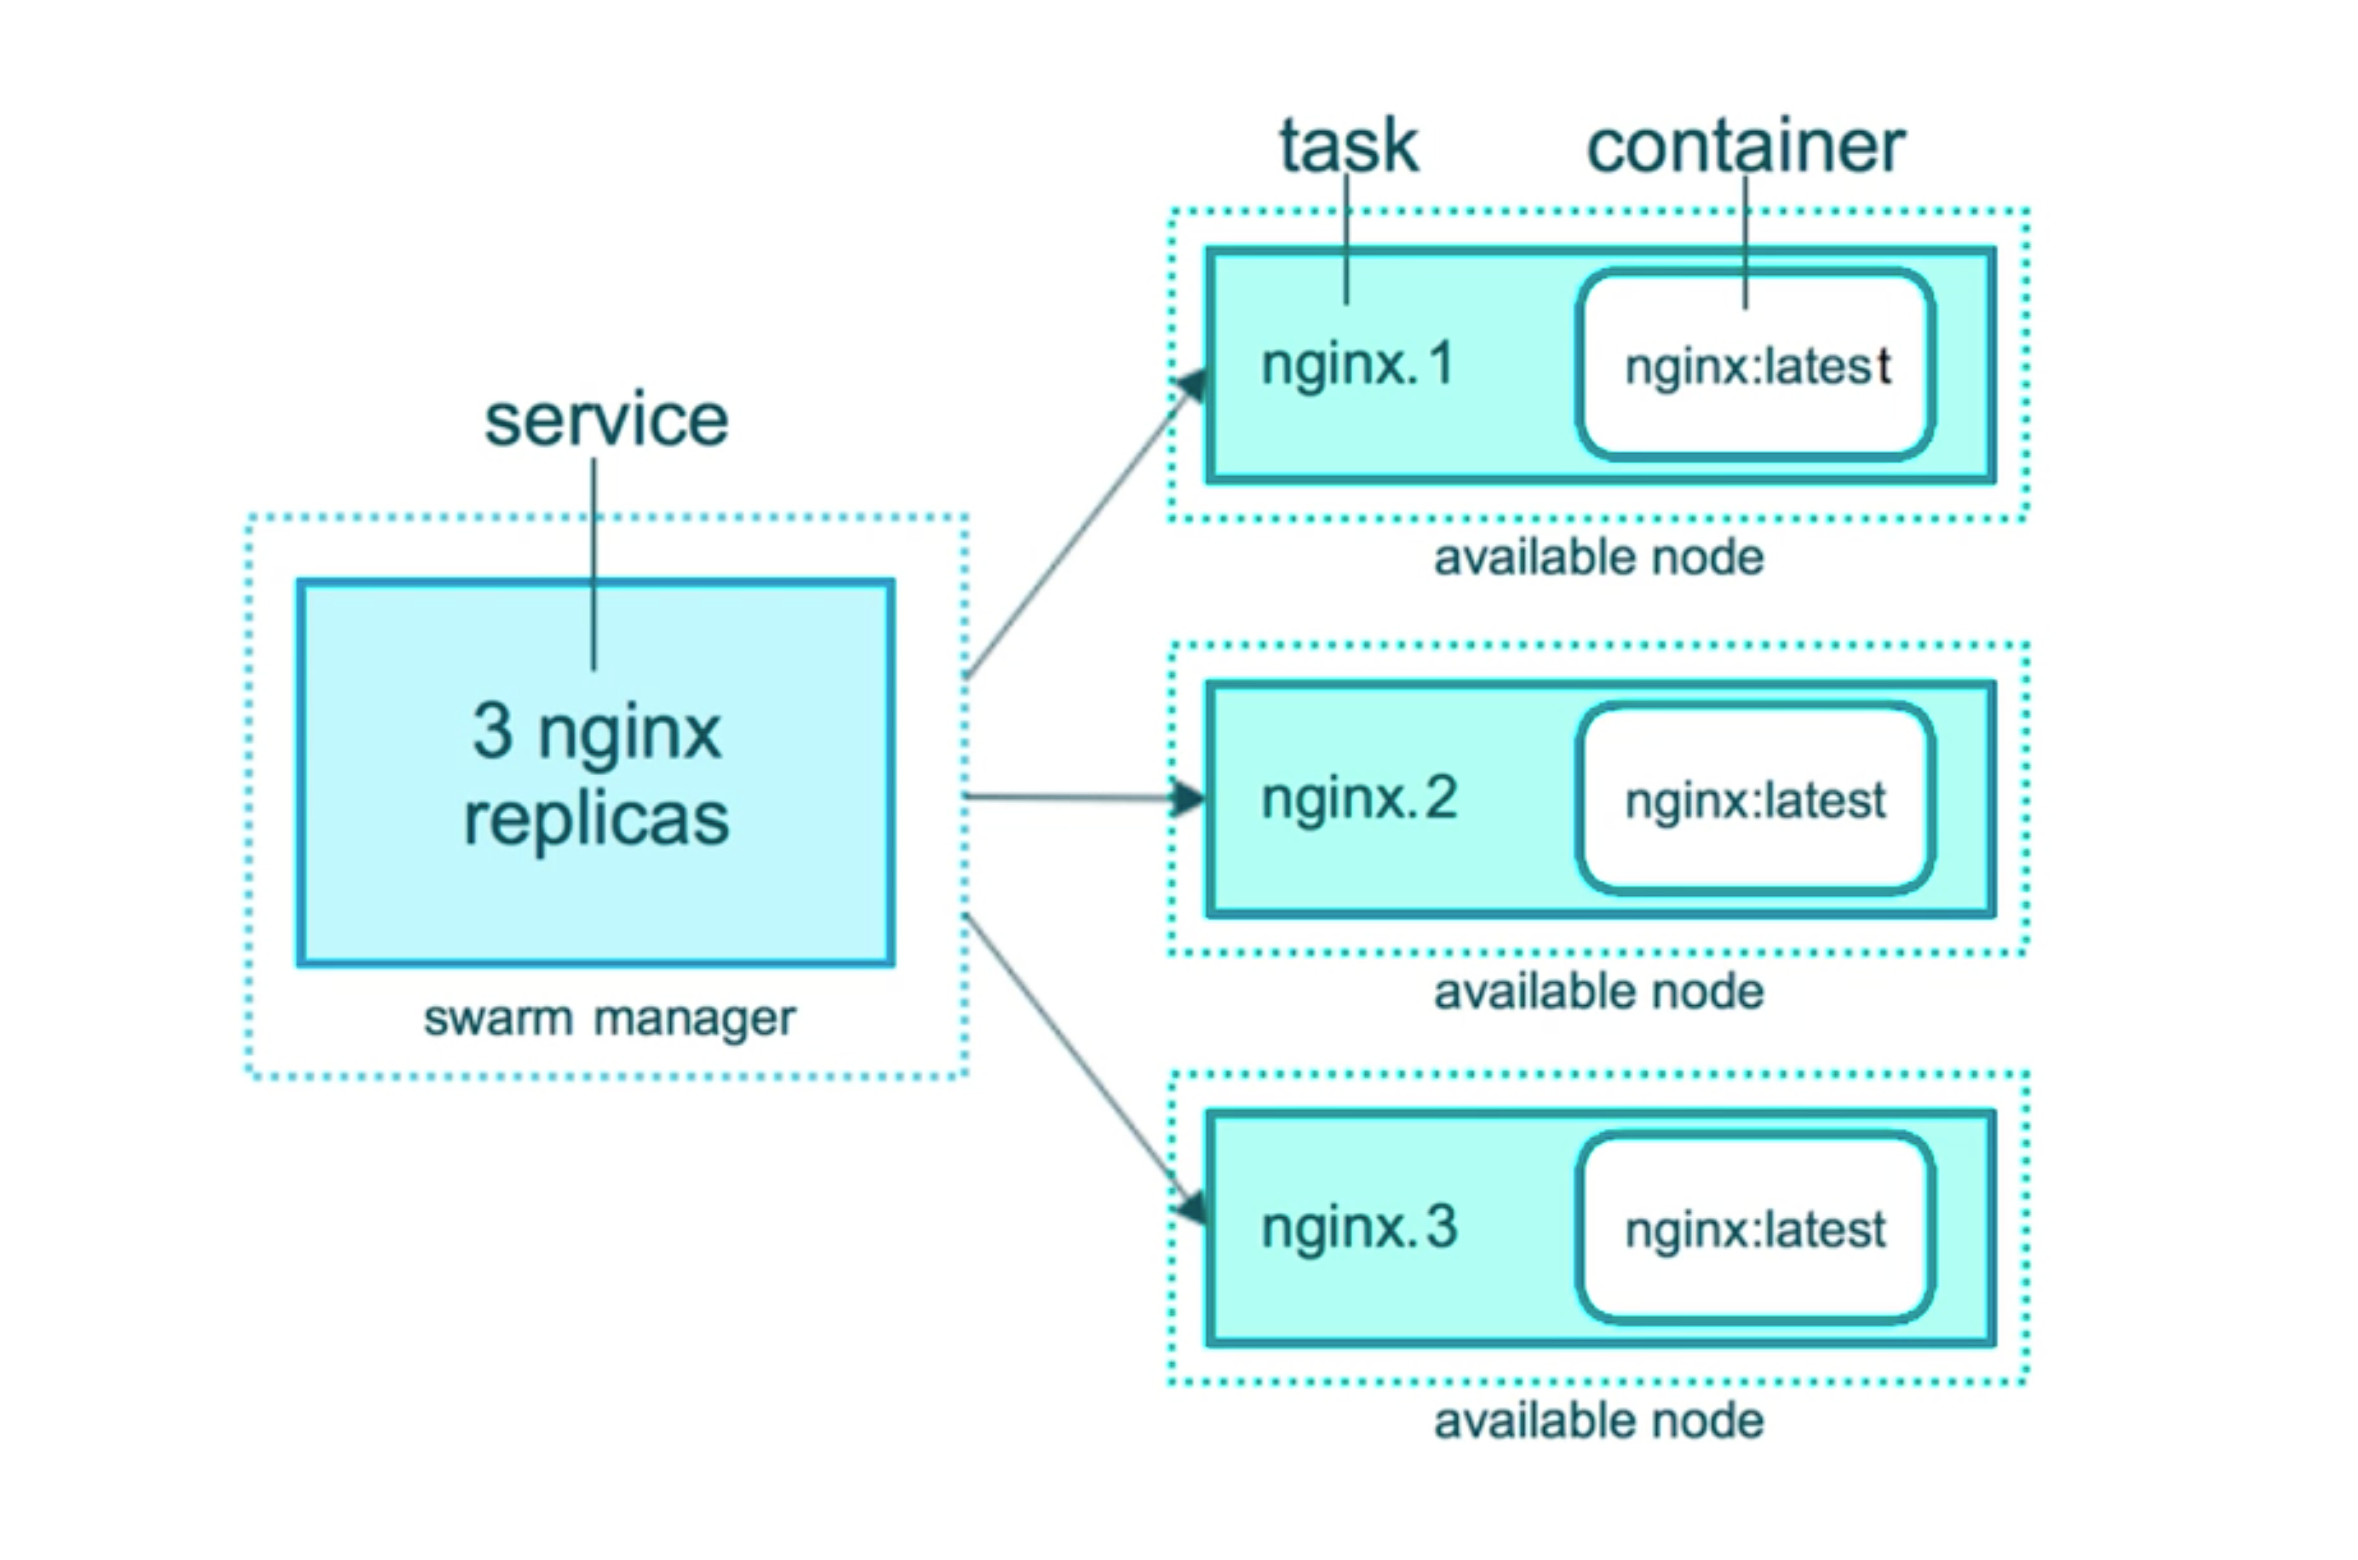 task
container
nginx.1
nginx:latest
available node
service
3 nginx
replicas
swarm manager
nginx.2
nginx:latest
available node
nginx.3
nginx:latest
available node